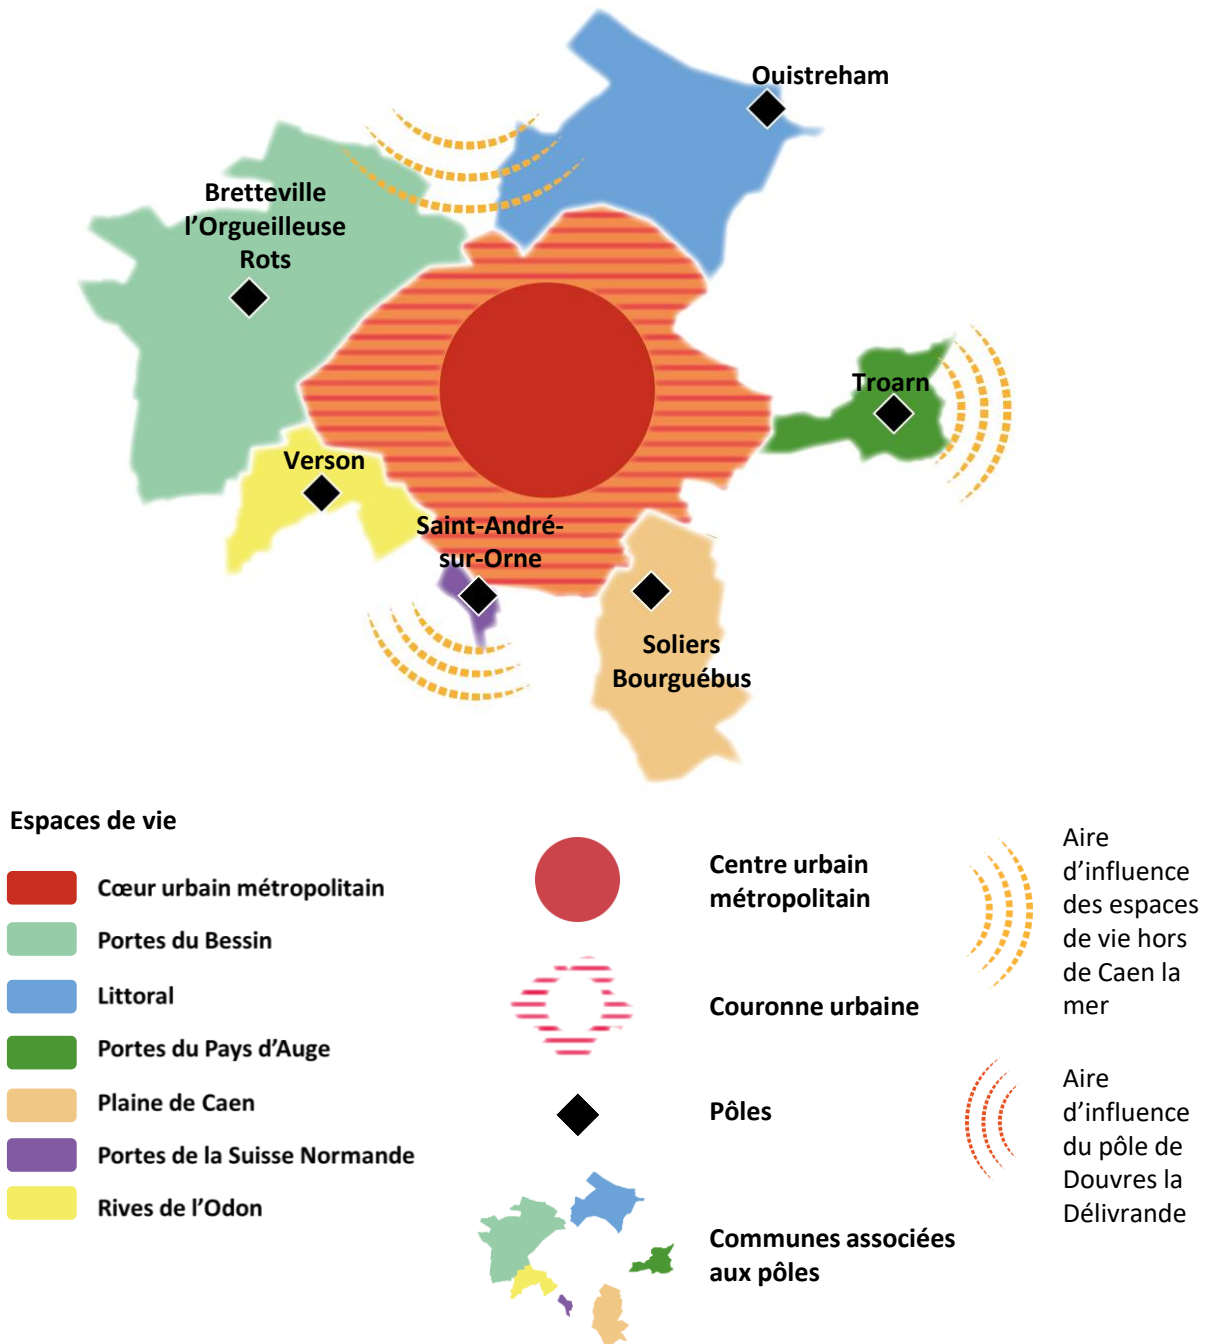 Ouistreham
Bretteville
l’Orgueilleuse
Rots
Troarn
Verson
Saint-André-
sur-Orne
Soliers
Bourguébus
Espaces de vie
Cœur urbain métropolitain
Portes du Bessin
Littoral
Portes du Pays d’Auge
Plaine de Caen
Portes de la Suisse Normande
Rives de l’Odon
Centre urbain
métropolitain
Couronne urbaine
Pôles
Communes associées
aux pôles
Aire
d’influence
des espaces
de vie hors
de Caen la
mer
Aire
d’influence
du pôle de
Douvres la
Délivrande